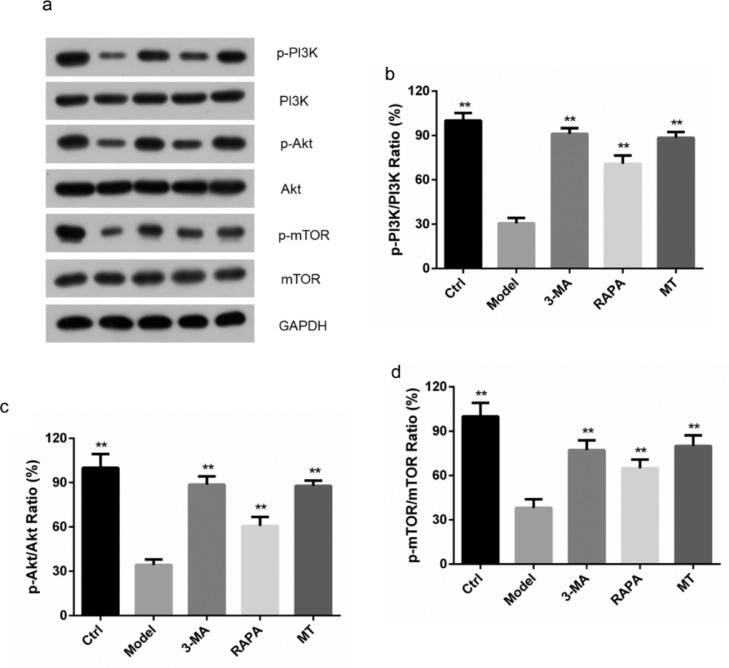 a
p-PI3K
PI3K
p-Akt
Akt
p-mTOR
mTOR
GAPDH
b
p-PI3K/PI3K Ratio (%)
120
90
60
30
0
**
**
**
**
Ctrl
Model
3-MA
RAPA
MT
c
p-Akt/Akt Ratio (%)
120
90
60
30
0
**
**
**
**
Ctrl
Model
3-MA
RAPA
MT
d
p-mTOR/mTOR Ratio (%)
120
90
60
30
0
**
**
**
**
Ctrl
Model
3-MA
RAPA
MT